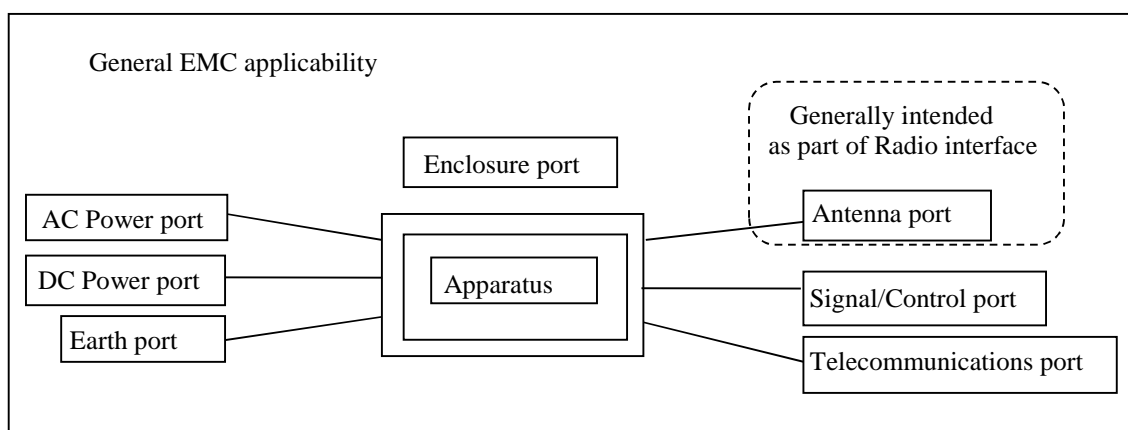 General EMC applicability
Generally intended
as part of Radio interface
Enclosure port
AC Power port
Antenna port
DC Power port
Apparatus
Signal/Control port
Earth port
Telecommunications port